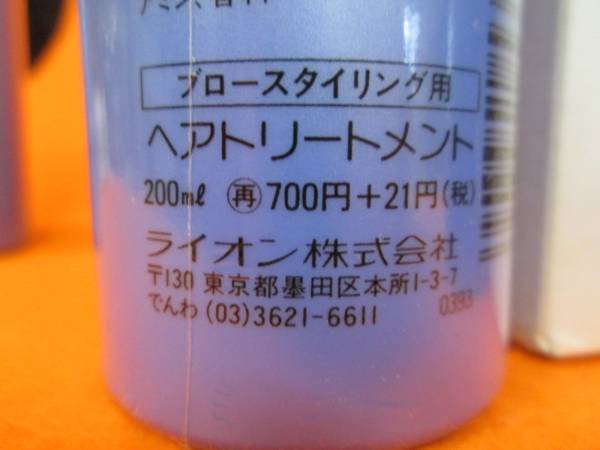 ブロースタイリング用
ヘアトリートメント
200ml ㊢700円+21円(税)
ライオン株式会社
〒130 東京都墨田区本所1-3-7
でんわ (03)3621-6611 0393